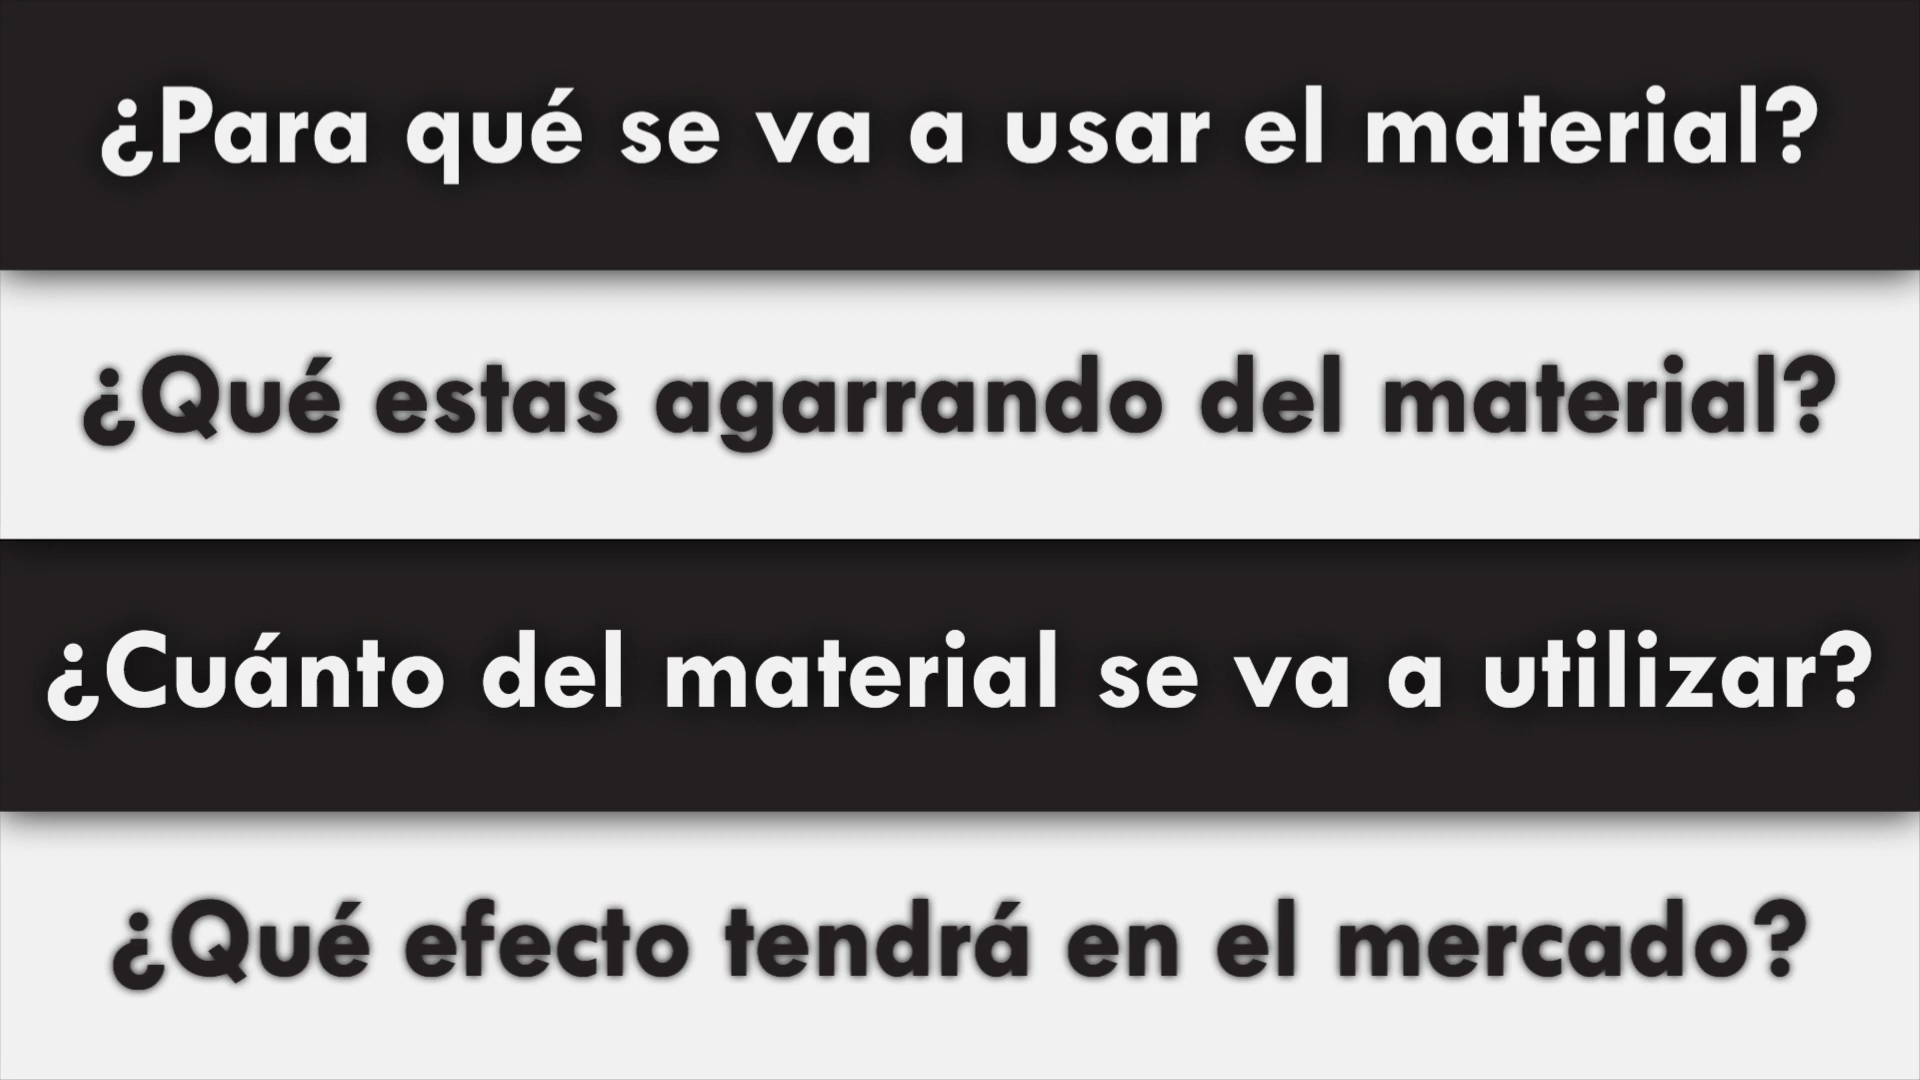 ¿Para qué se va a usar el material?
¿Qué estas agarrando del material?
¿Cuánto del material se va a utilizar?
¿Qué efecto tendrá en el mercado?